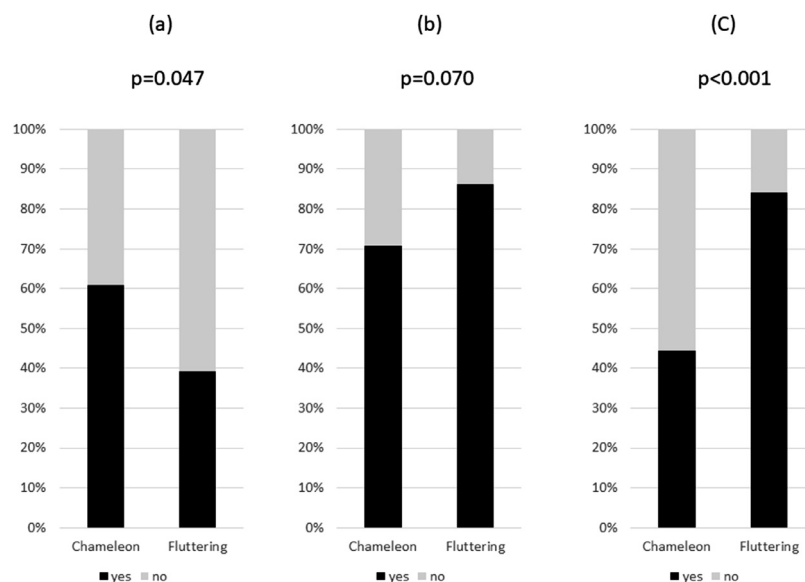 (a)
p=0.047
100%
90%
80%
70%
60%
50%
40%
30%
20%
10%
0%
Chameleon Fluttering
yes no
(b)
p=0.070
100%
90%
80%
70%
60%
50%
40%
30%
20%
10%
0%
Chameleon Fluttering
yes no
(C)
p<0.001
100%
90%
80%
70%
60%
50%
40%
30%
20%
10%
0%
Chameleon Fluttering
yes no